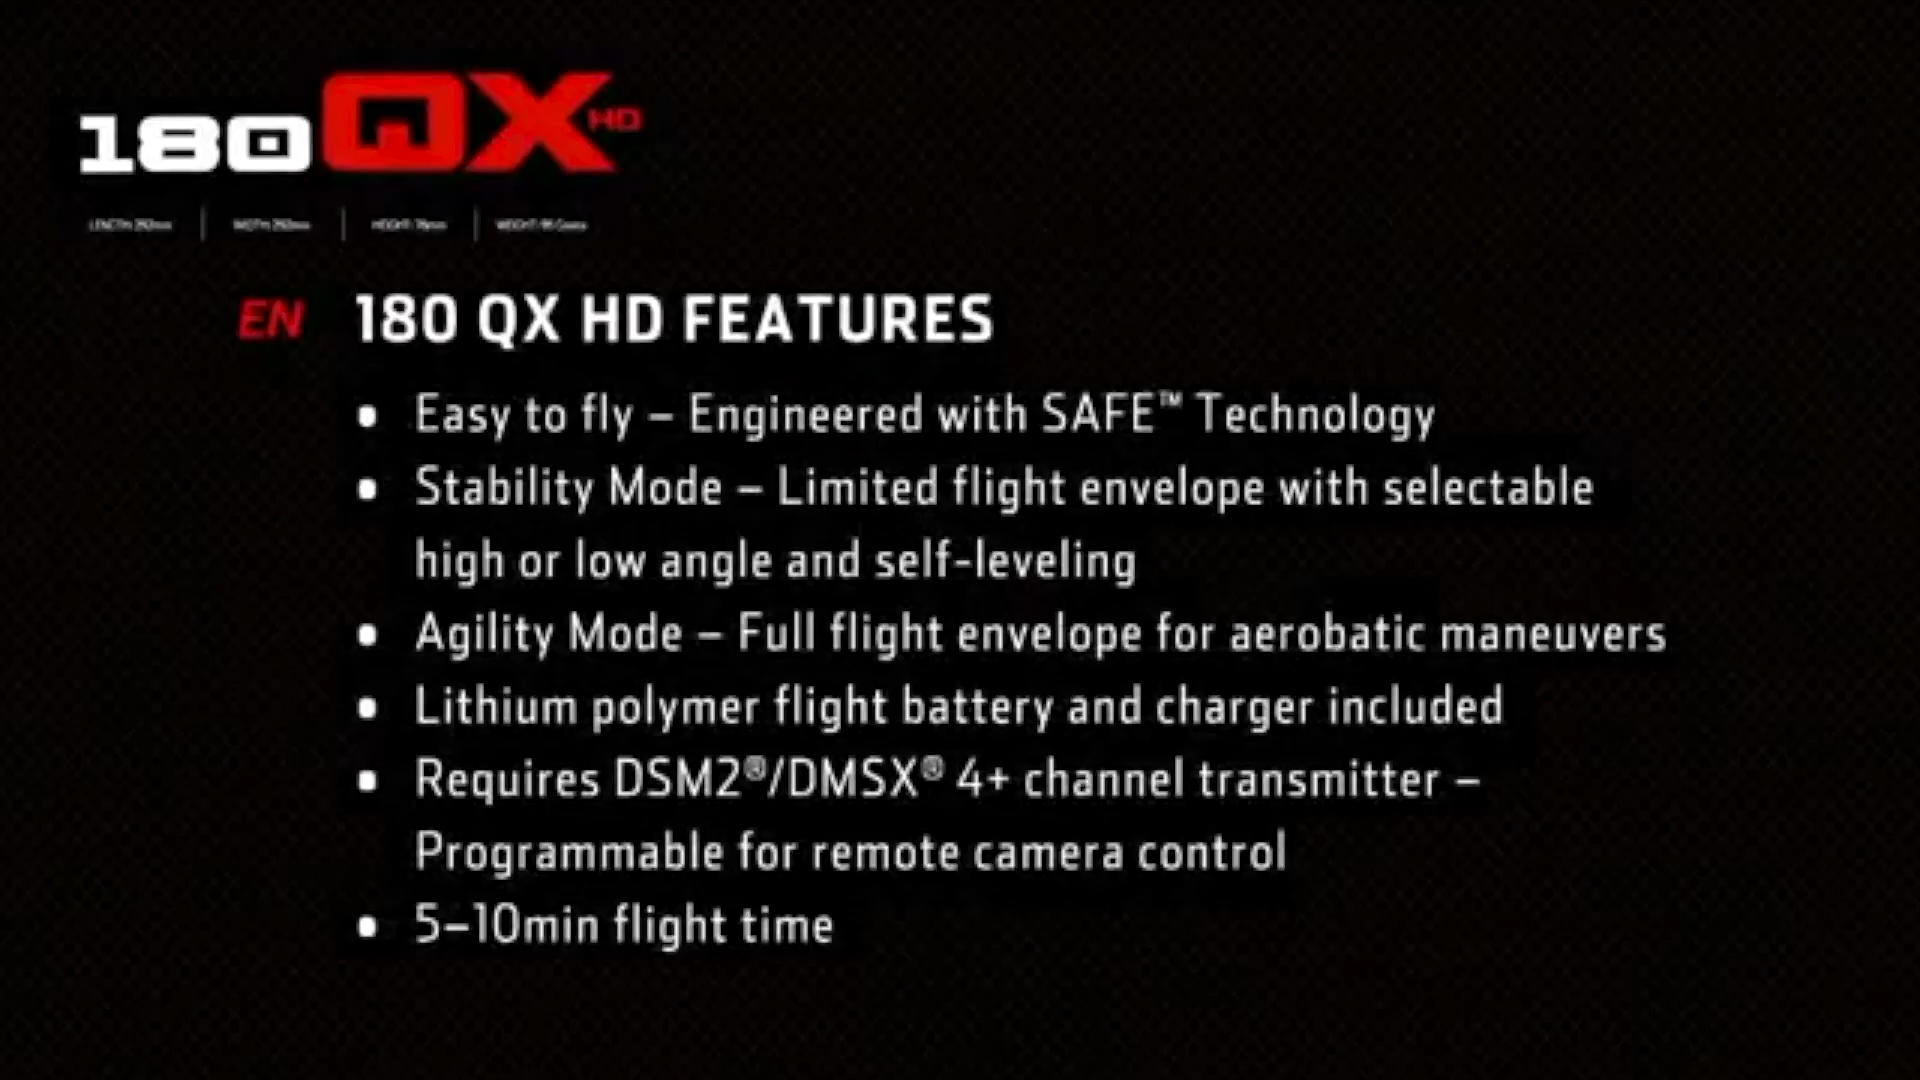 180 QX HD
EN 180 QX HD FEATURES
• Easy to fly – Engineered with SAFE™ Technology
• Stability Mode – Limited flight envelope with selectable
high or low angle and self-leveling
• Agility Mode – Full flight envelope for aerobatic maneuvers
• Lithium polymer flight battery and charger included
• Requires DSM2®/DMSX® 4+ channel transmitter –
Programmable for remote camera control
• 5–10min flight time